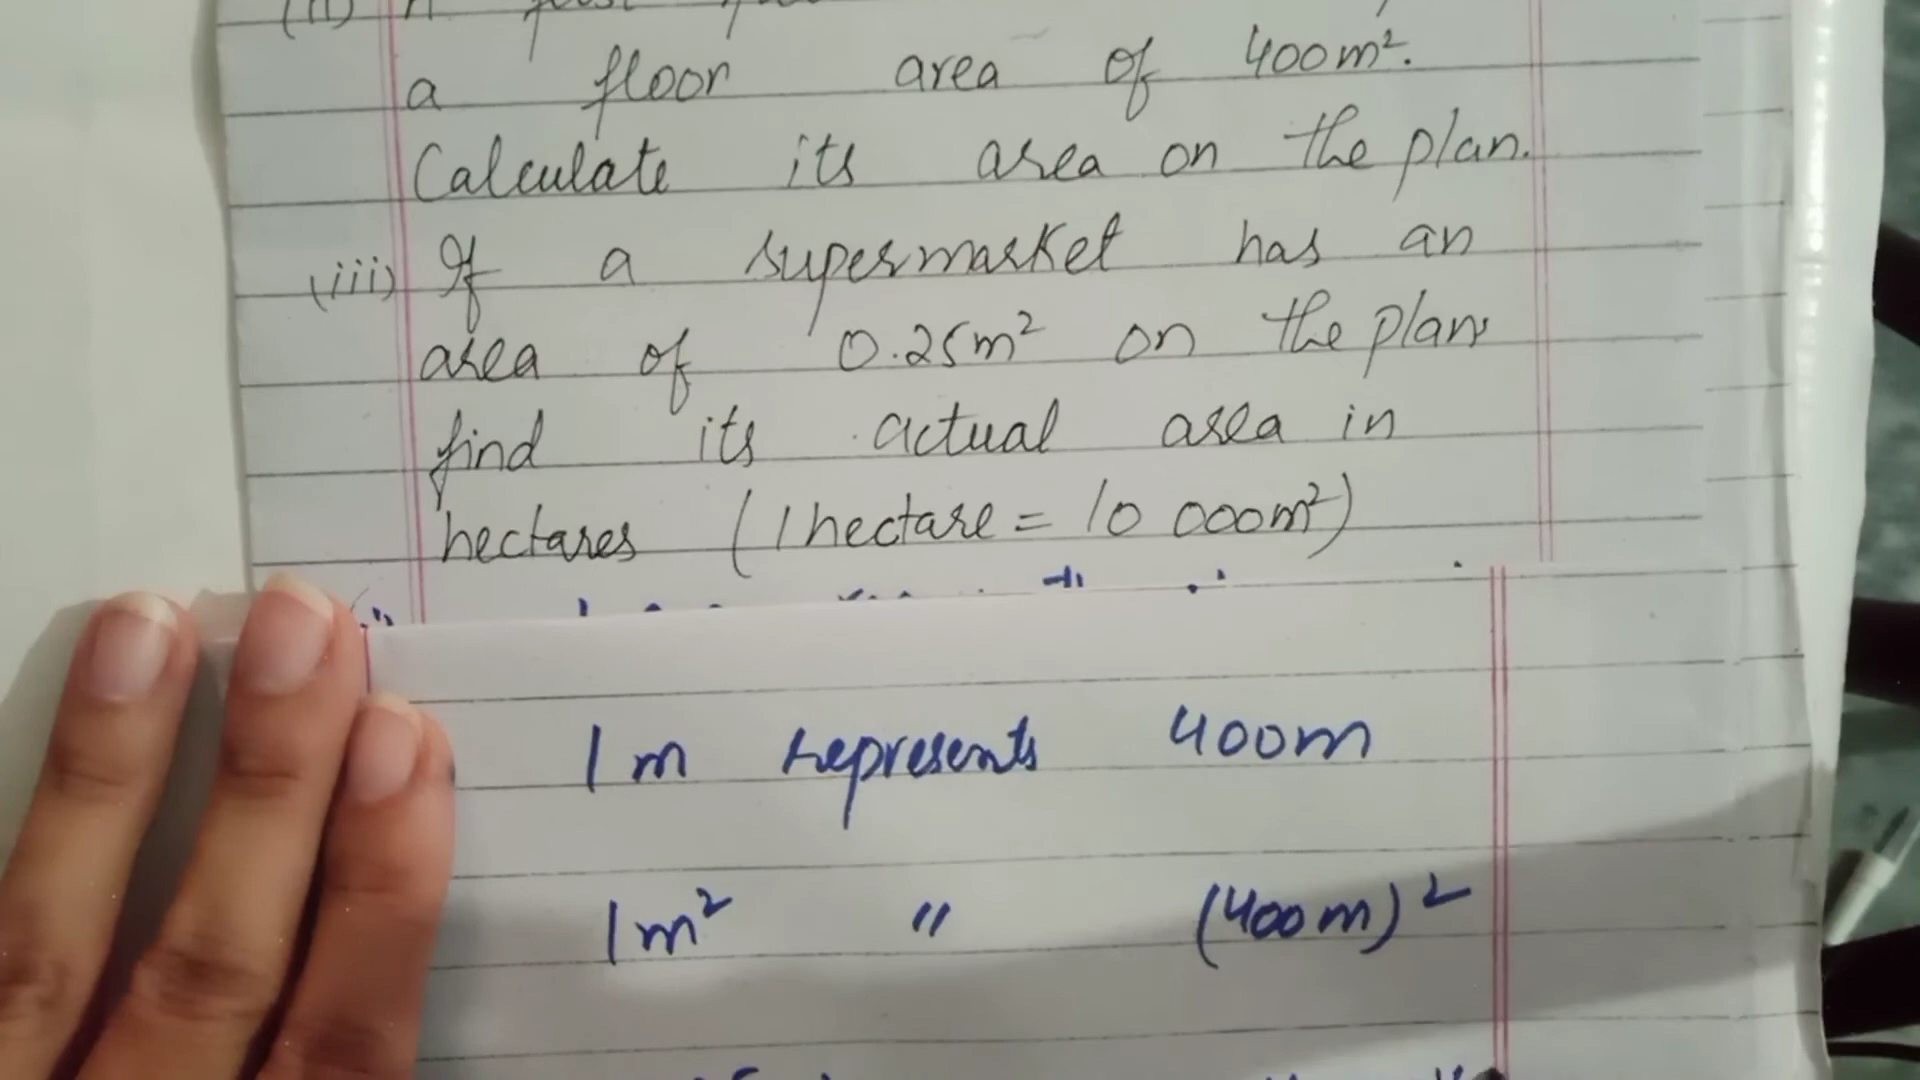 (ii) A
a floor area of 400m².
Calculate its area on the plan.
(iii) If a supermarket has an
area of 0.25m² on the plan
find its actual area in
hectares (1 hectare = 10 000m²)
1m represents 400m
1m² " (400m)²